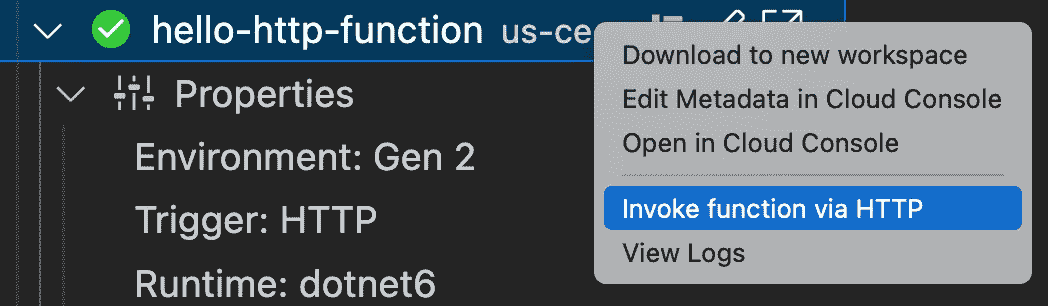 hello-http-function us-ce
Download to new workspace
Edit Metadata in Cloud Console
Open in Cloud Console
Invoke function via HTTP
View Logs
Properties
Environment: Gen 2
Trigger: HTTP
Runtime: dotnet6